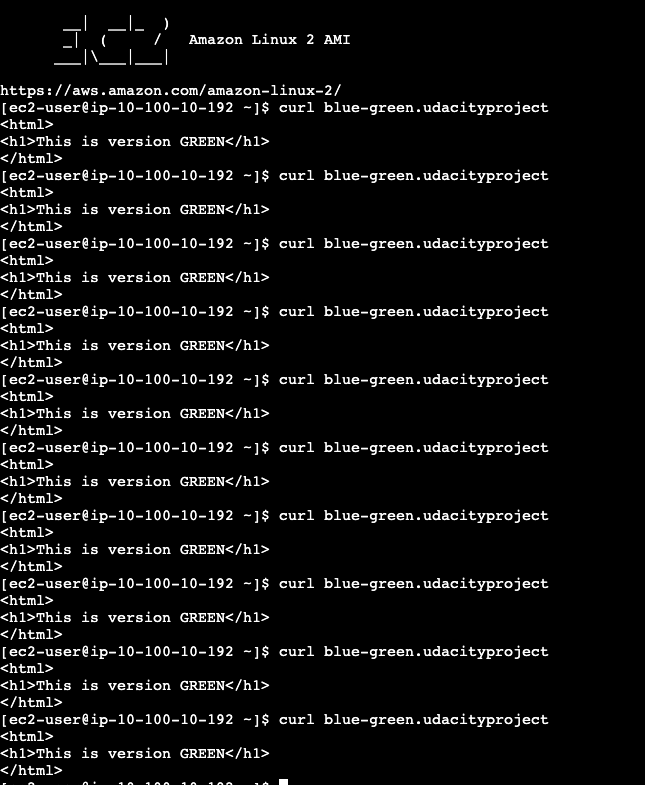 __|  __|_  )
       _|  (     /   Amazon Linux 2 AMI
      ___|\___|___|
https://aws.amazon.com/amazon-linux-2/
[ec2-user@ip-10-100-10-192 ~]$ curl blue-green.udacityproject
<html>
<h1>This is version GREEN</h1>
</html>
[ec2-user@ip-10-100-10-192 ~]$ curl blue-green.udacityproject
<html>
<h1>This is version GREEN</h1>
</html>
[ec2-user@ip-10-100-10-192 ~]$ curl blue-green.udacityproject
<html>
<h1>This is version GREEN</h1>
</html>
[ec2-user@ip-10-100-10-192 ~]$ curl blue-green.udacityproject
<html>
<h1>This is version GREEN</h1>
</html>
[ec2-user@ip-10-100-10-192 ~]$ curl blue-green.udacityproject
<html>
<h1>This is version GREEN</h1>
</html>
[ec2-user@ip-10-100-10-192 ~]$ curl blue-green.udacityproject
<html>
<h1>This is version GREEN</h1>
</html>
[ec2-user@ip-10-100-10-192 ~]$ curl blue-green.udacityproject
<html>
<h1>This is version GREEN</h1>
</html>
[ec2-user@ip-10-100-10-192 ~]$ curl blue-green.udacityproject
<html>
<h1>This is version GREEN</h1>
</html>
[ec2-user@ip-10-100-10-192 ~]$ curl blue-green.udacityproject
<html>
<h1>This is version GREEN</h1>
</html>
[ec2-user@ip-10-100-10-192 ~]$ curl blue-green.udacityproject
<html>
<h1>This is version GREEN</h1>
</html>
[ec2-user@ip-10-100-10-192 ~]$